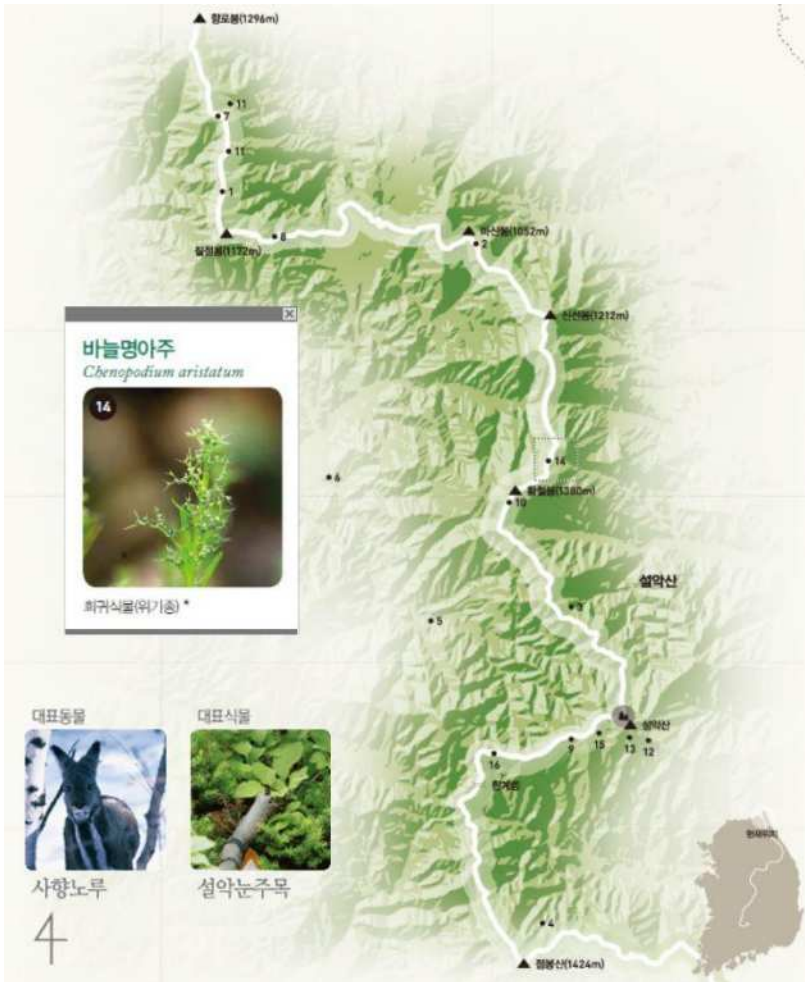 향로봉(1296m)
11
7
11
1
칠절봉(1172m)
8
마산봉(1052m)
2
신선봉(1212m)
바늘명아주
Chenopodium aristatum
14
희귀식물(위기종) *
6
14
황철봉(1380m)
10
설악산
3
5
설악산
대표동물
대표식물
16
한계령
9
15
13
12
현재위치
사향노루
설악눈주목
4
4
점봉산(1424m)